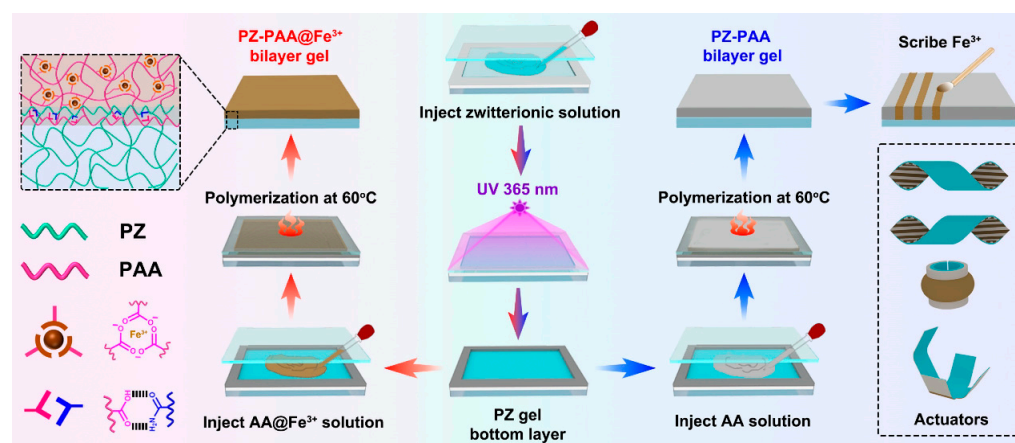 PZ-PAA@Fe³⁺
bilayer gel
Polymerization at 60°C
Inject AA@Fe³⁺ solution
PZ
PAA
Fe³⁺
O
O
O
O
O
O
OH
O
O
H₂N
Inject zwitterionic solution
UV 365 nm
PZ gel
bottom layer
PZ-PAA
bilayer gel
Polymerization at 60°C
Inject AA solution
Scribe Fe³⁺
Actuators